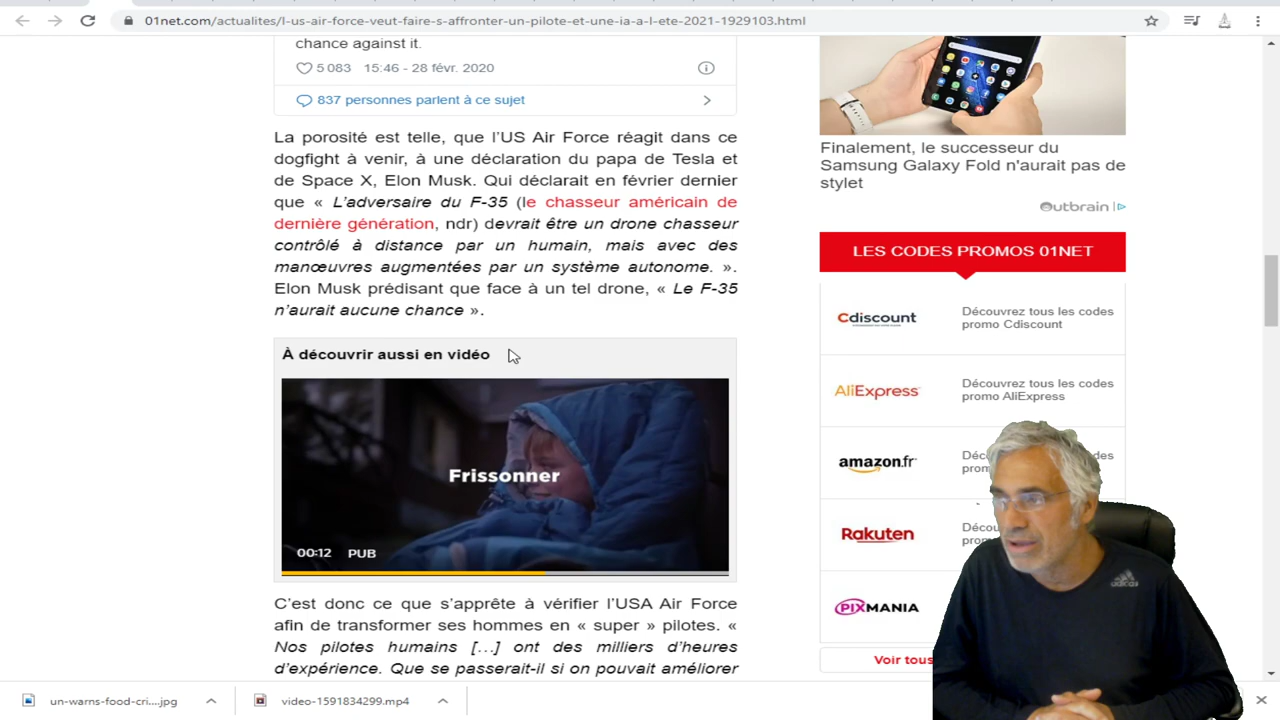 01net.com/actualites/l-us-air-force-veut-faire-s-affronter-un-pilote-et-une-ia-a-l-ete-2021-1929103.html
chance against it.
5 083 15:46 - 28 févr. 2020
837 personnes parlent à ce sujet
La porosité est telle, que l'US Air Force réagit dans ce
dogfight à venir, à une déclaration du papa de Tesla et
de Space X, Elon Musk. Qui déclarait en février dernier
que « L'adversaire du F-35 (le chasseur américain de
dernière génération, ndr) devrait être un drone chasseur
contrôlé à distance par un humain, mais avec des
manœuvres augmentées par un système autonome. ».
Elon Musk prédisant que face à un tel drone, « Le F-35
n'aurait aucune chance ».
À découvrir aussi en vidéo
Frissonner
00:12 PUB
C'est donc ce que s'apprête à vérifier l'USA Air Force
afin de transformer ses hommes en « super » pilotes. «
Nos pilotes humains […] ont des milliers d'heures
d'expérience. Que se passerait-il si on pouvait améliorer
Finalement, le successeur du
Samsung Galaxy Fold n'aurait pas de
stylet
Outbrain
LES CODES PROMOS 01NET
Cdiscount
Découvrez tous les codes
promo Cdiscount
AliExpress
Découvrez tous les codes
promo AliExpress
amazon.fr
des
Rakuten
PIXMANIA
Voir tous
adidas
un-warns-food-cri....jpg
video-1591834299.mp4